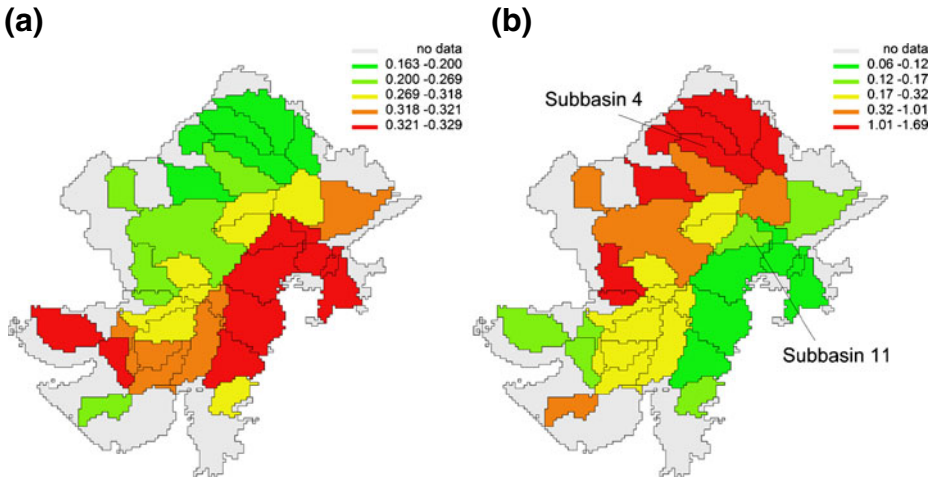 (a)
no data
0.163 -0.200
0.200 -0.269
0.269 -0.318
0.318 -0.321
0.321 -0.329
(b)
no data
0.06 -0.12
0.12 -0.17
0.17 -0.32
0.32 -1.01
1.01 -1.69
Subbasin 4
Subbasin 11